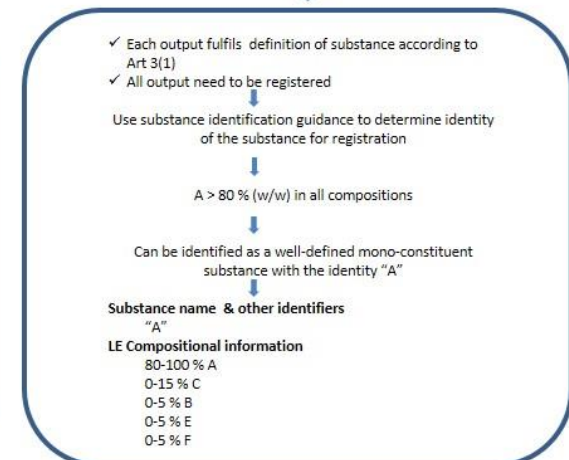 ✓ Each output fulfils definition of substance according to
Art 3(1)
✓ All output need to be registered
Use substance identification guidance to determine identity
of the substance for registration
A > 80 % (w/w) in all compositions
Can be identified as a well-defined mono-constituent
substance with the identity “A”
Substance name & other identifiers
“A”
LE Compositional information
80-100 % A
0-15 % C
0-5 % B
0-5 % E
0-5 % F